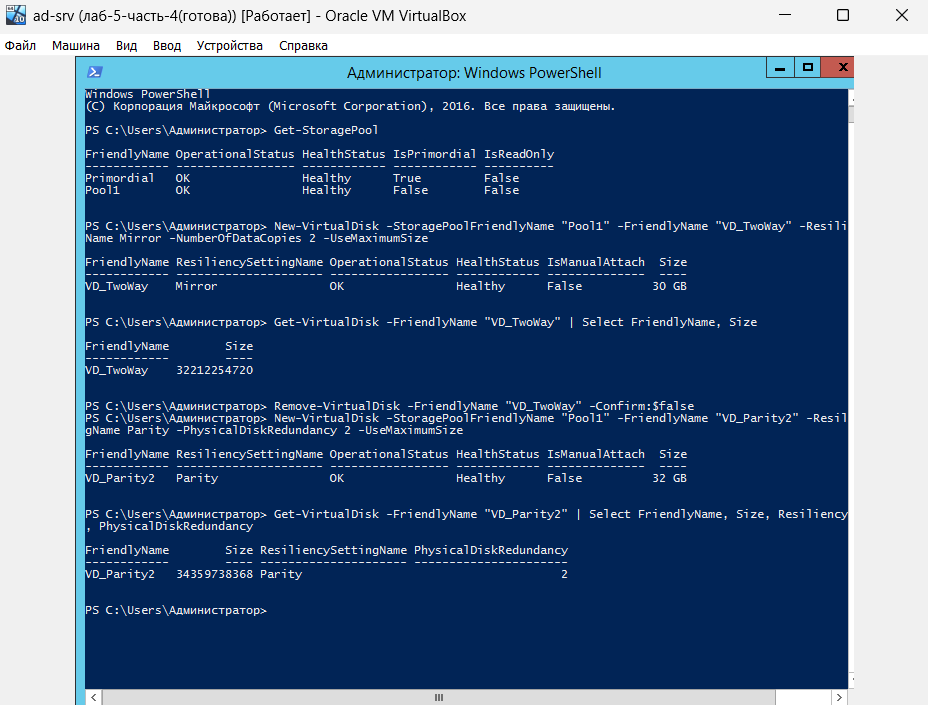 ad-srv (лаб-5-часть-4(готова)) [Работает] - Oracle VM VirtualBox
Файл Машина Вид Ввод Устройства Справка
Администратор: Windows PowerShell
Windows PowerShell
(C) Корпорация Майкрософт (Microsoft Corporation), 2016. Все права защищены.
PS C:\Users\Администратор> Get-StoragePool
FriendlyName OperationalStatus HealthStatus IsPrimordial IsReadOnly
------------ ----------------- ------------ ------------ ----------
Primordial OK Healthy True False
Pool1 OK Healthy False False
PS C:\Users\Администратор> New-VirtualDisk -StoragePoolFriendlyName "Pool1" -FriendlyName "VD_TwoWay" -Resili
Name Mirror -NumberOfDataCopies 2 -UseMaximumSize
FriendlyName ResiliencySettingName OperationalStatus HealthStatus IsManualAttach Size
------------ --------------------- ----------------- ------------ -------------- ----
VD_TwoWay Mirror OK Healthy False 30 GB
PS C:\Users\Администратор> Get-VirtualDisk -FriendlyName "VD_TwoWay" | Select FriendlyName, Size
FriendlyName Size
------------ ----
VD_TwoWay 32212254720
PS C:\Users\Администратор> Remove-VirtualDisk -FriendlyName "VD_TwoWay" -Confirm:$false
PS C:\Users\Администратор> New-VirtualDisk -StoragePoolFriendlyName "Pool1" -FriendlyName "VD_Parity2" -Resil
gName Parity -PhysicalDiskRedundancy 2 -UseMaximumSize
FriendlyName ResiliencySettingName OperationalStatus HealthStatus IsManualAttach Size
------------ --------------------- ----------------- ------------ -------------- ----
VD_Parity2 Parity OK Healthy False 32 GB
PS C:\Users\Администратор> Get-VirtualDisk -FriendlyName "VD_Parity2" | Select FriendlyName, Size, Resiliency
, PhysicalDiskRedundancy
FriendlyName Size ResiliencySettingName PhysicalDiskRedundancy
------------ ---- --------------------- ----------------------
VD_Parity2 34359738368 Parity 2
PS C:\Users\Администратор>